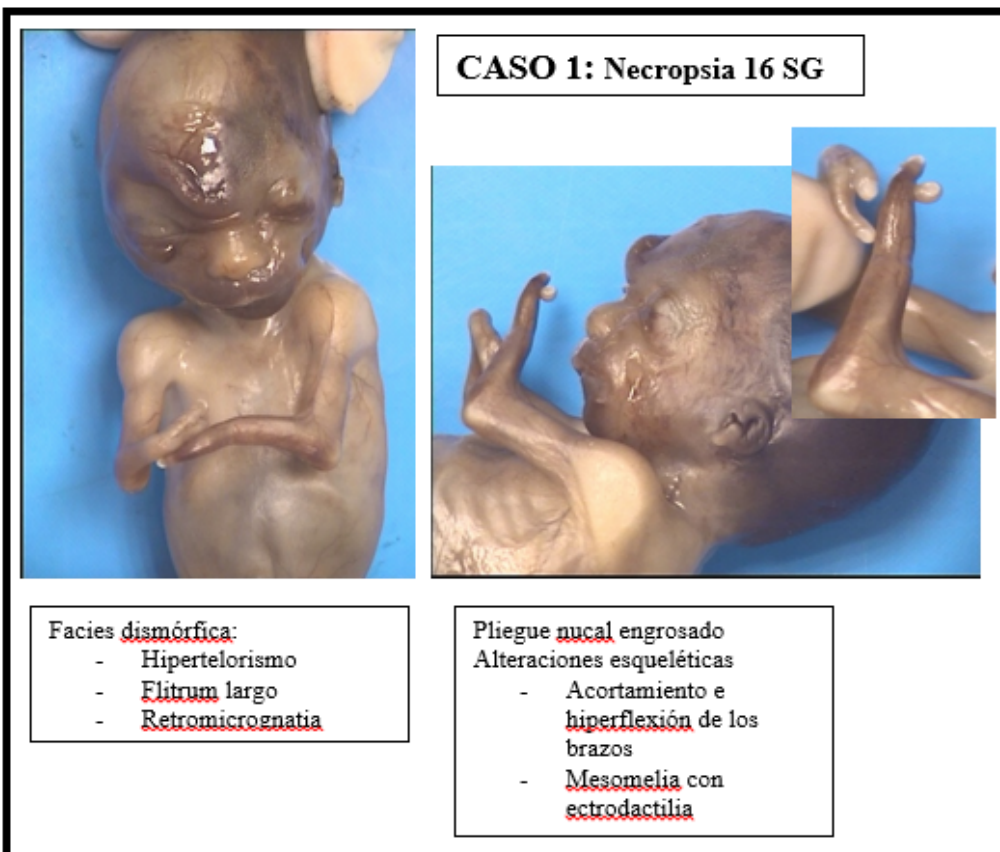 CASO 1: Necropsia 16 SG
Facies dismórfica:
- Hipertelorismo
- Flitrum largo
- Retromicrognatia
Pliegue nucal engrosado
Alteraciones esqueléticas
- Acortamiento e
hiperflexión de los
brazos
- Mesomelia con
ectrodactilia